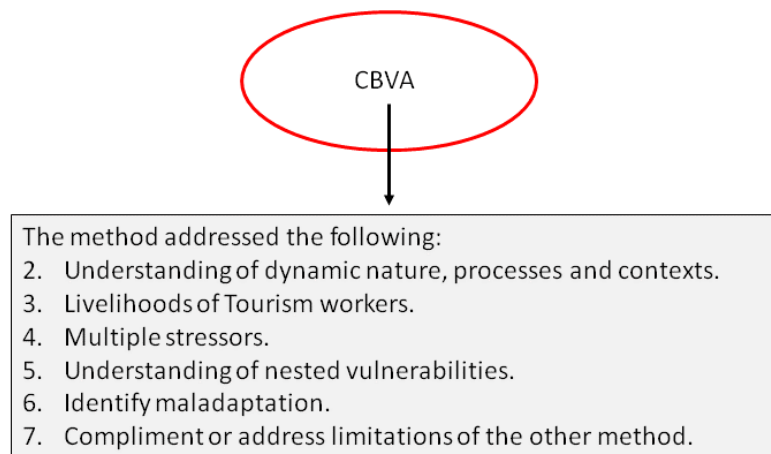 CBVA
The method addressed the following:
2. Understanding of dynamic nature, processes and contexts.
3. Livelihoods of Tourism workers.
4. Multiple stressors.
5. Understanding of nested vulnerabilities.
6. Identify maladaptation.
7. Compliment or address limitations of the other method.